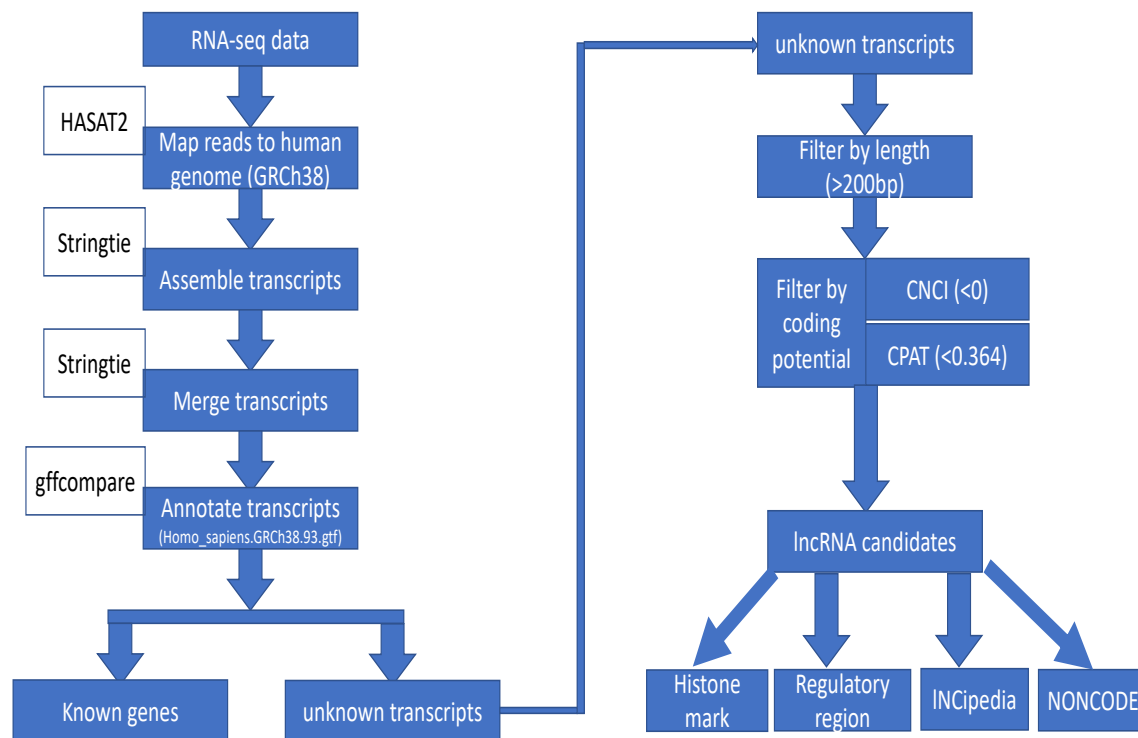 RNA-seq data
HASAT2
Map reads to human
genome (GRCh38)
Stringtie
Assemble transcripts
Stringtie
Merge transcripts
gffcompare
Annotate transcripts
(Homo_sapiens.GRCh38.93.gtf)
Known genes
unknown transcripts
unknown transcripts
Filter by length
(>200bp)
Filter by
coding
potential
CNCI (<0)
CPAT (<0.364)
lncRNA candidates
Histone
mark
Regulatory
region
lNCipedia
NONCODE